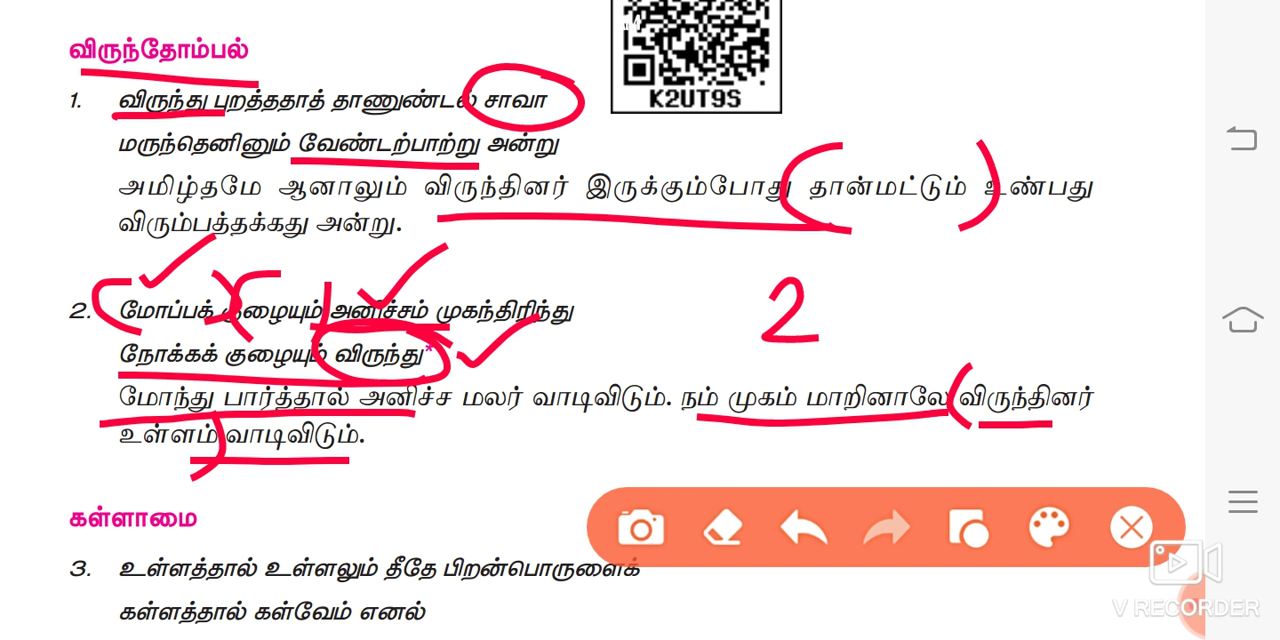 விருந்தோம்பல்
K2UT9S
1. விருந்து புறத்ததாத் தாணுண்டல் சாவா
மருந்தெனினும் வேண்டற்பாற்று அன்று
அமிழ்தமே ஆனாலும் விருந்தினர் இருக்கும்போது தான்மட்டும் உண்பது
விரும்பத்தக்கது அன்று.
2. மோப்பக் குழையும் அனிச்சம் முகந்திரிந்து
நோக்கக் குழையும் விருந்து*
2
மோந்து பார்த்தால் அனிச்ச மலர் வாடிவிடும். நம் முகம் மாறினாலே விருந்தினர்
உள்ளம் வாடிவிடும்.
கள்ளாமை
3. உள்ளத்தால் உள்ளலும் தீதே பிறன்பொருளைக்
கள்ளத்தால் கள்வேம் எனல்
V RECORDER